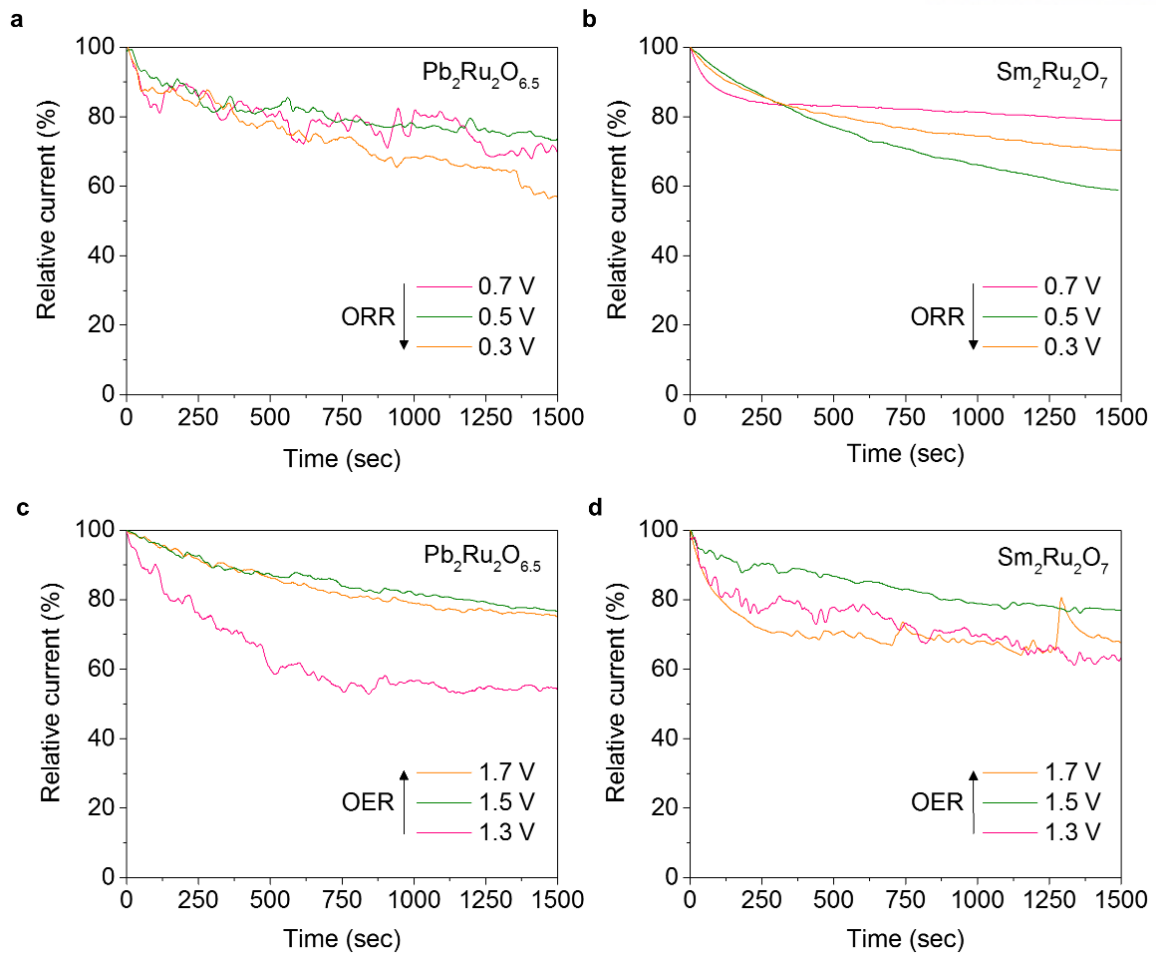 a
100
80
60
40
20
0
Relative current (%)
Pb2Ru2O6.5
ORR
0.7 V
0.5 V
0.3 V
0 250 500 750 1000 1250 1500
Time (sec)
b
100
80
60
40
20
0
Relative current (%)
Sm2Ru2O7
ORR
0.7 V
0.5 V
0.3 V
0 250 500 750 1000 1250 1500
Time (sec)
c
100
80
60
40
20
0
Relative current (%)
Pb2Ru2O6.5
OER
1.7 V
1.5 V
1.3 V
0 250 500 750 1000 1250 1500
Time (sec)
d
100
80
60
40
20
0
Relative current (%)
Sm2Ru2O7
OER
1.7 V
1.5 V
1.3 V
0 250 500 750 1000 1250 1500
Time (sec)